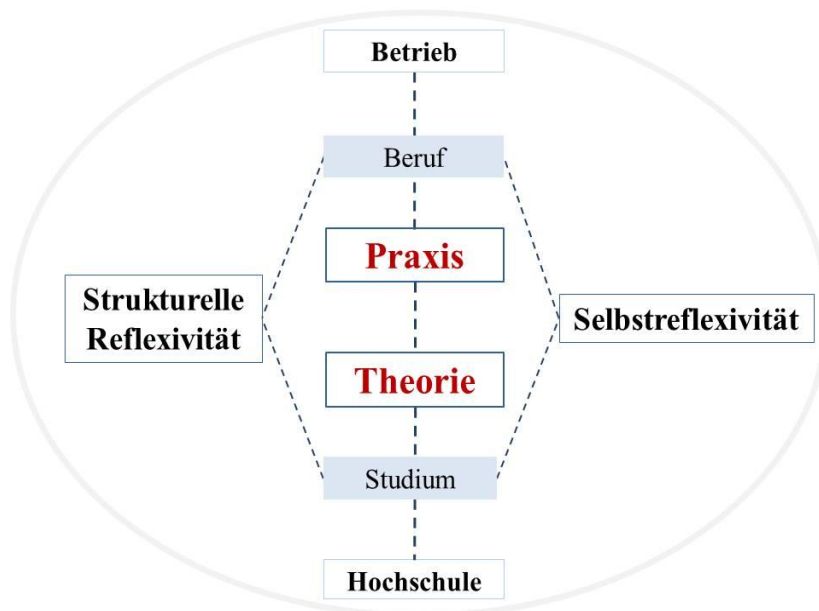 Betrieb
Beruf
Praxis
Strukturelle
Reflexivität
Selbstreflexivität
Theorie
Studium
Hochschule